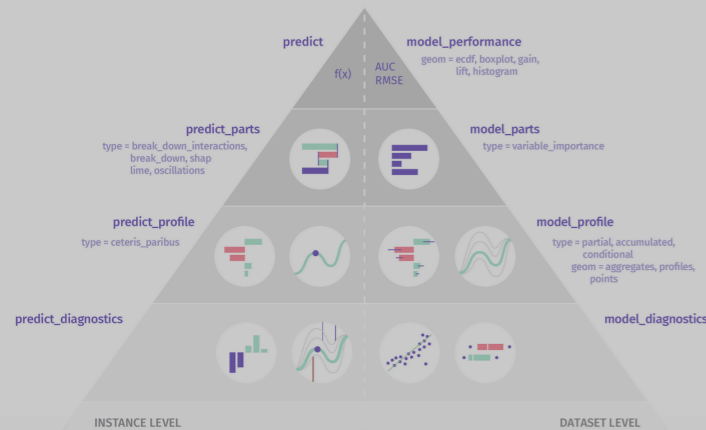 predict
model_performance
geom = ecdf, boxplot, gain,
lift, histogram
f(x)
AUC
RMSE
predict_parts
type = break_down_interactions,
break_down, shap
lime, oscillations
model_parts
type = variable_importance
predict_profile
type = ceteris_paribus
model_profile
type = partial, accumulated,
conditional
geom = aggregates, profiles,
points
predict_diagnostics
model_diagnostics
INSTANCE LEVEL
DATASET LEVEL